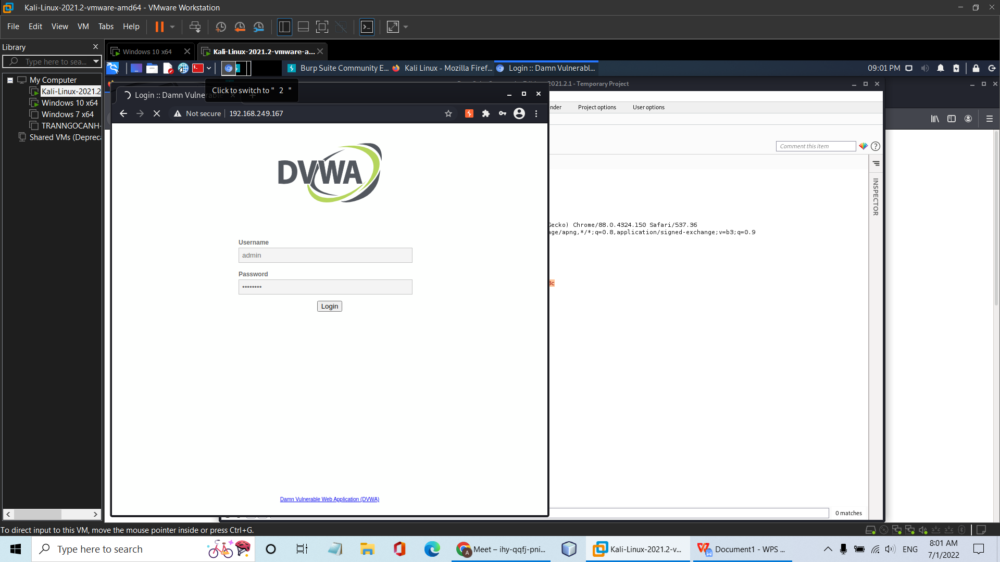 Kali-Linux-2021.2-vmware-amd64 - VMware Workstation
File Edit View VM Tabs Help
Library
Type here to sea...
Windows 10 x64
Kali-Linux-2021.2-vmware-a...
Burp Suite Community E...
Kali Linux - Mozilla Firef...
Login :: Damn Vulnerabl...
09:01 PM
My Computer
Kali-Linux-2021.2
Windows 10 x64
Windows 7 x64
TRANNGOCANH-
Shared VMs (Depreca
2021.2.1 - Temporary Project
Login :: Damn Vulnerabl
Click to switch to " 2 "
Not secure
192.168.249.167
nder
Project options
User options
Comment this item
INSPECTOR
DVWA
Gecko) Chrome/88.0.4324.150 Safari/537.36
age/apng,*/*;q=0.8,application/signed-exchange;v=b3;q=0.9
Username
admin
Password
••••••••
Login
Damn Vulnerable Web Application (DVWA)
0 matches
To direct input to this VM, move the mouse pointer inside or press Ctrl+G.
Type here to search
Meet – ihy-qqfj-pni...
Kali-Linux-2021.2-v...
Document1 - WPS ...
ENG
8:01 AM
7/1/2022